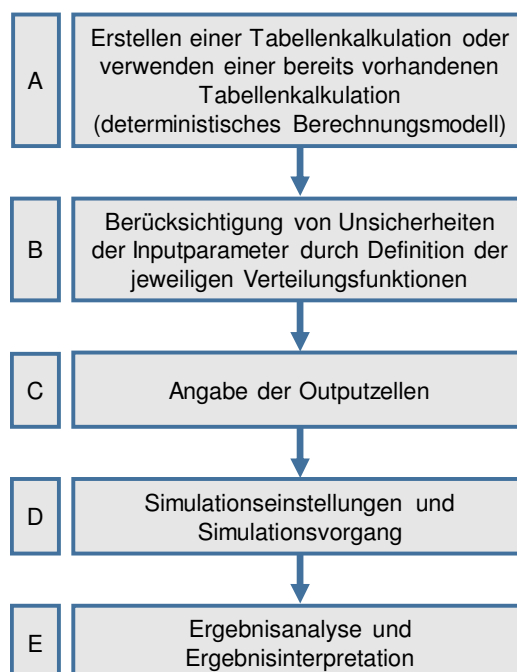 A
Erstellen einer Tabellenkalkulation oder
verwenden einer bereits vorhandenen
Tabellenkalkulation
(deterministisches Berechnungsmodell)
B
Berücksichtigung von Unsicherheiten
der Inputparameter durch Definition der
jeweiligen Verteilungsfunktionen
C
Angabe der Outputzellen
D
Simulationseinstellungen und
Simulationsvorgang
E
Ergebnisanalyse und
Ergebnisinterpretation